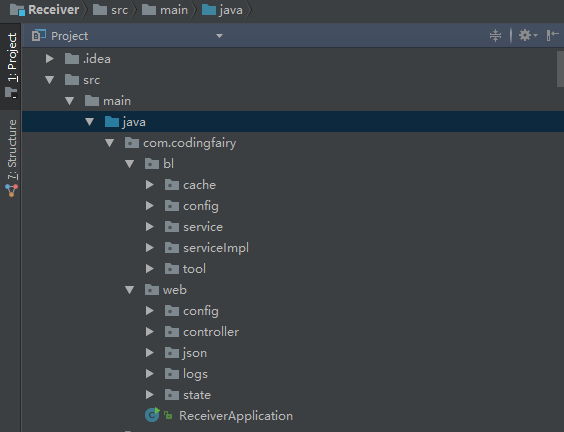 Receiver src main java
1: Project
7: Structure
Project
.idea
src
main
java
com.codingfairy
bl
cache
config
service
serviceImpl
tool
web
config
controller
json
logs
state
ReceiverApplication